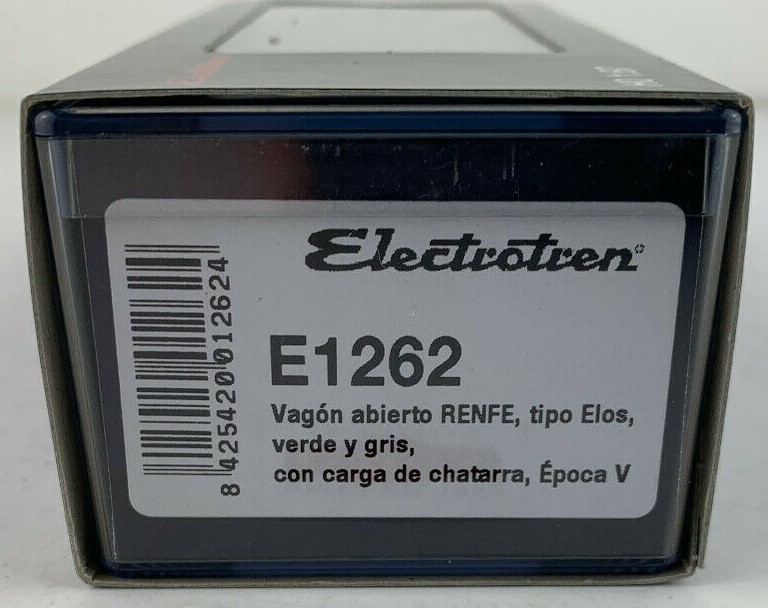 Electrotren
E1262
Vagón abierto RENFE, tipo Elos,
verde y gris,
con carga de chatarra, Época V
8 425420 012624